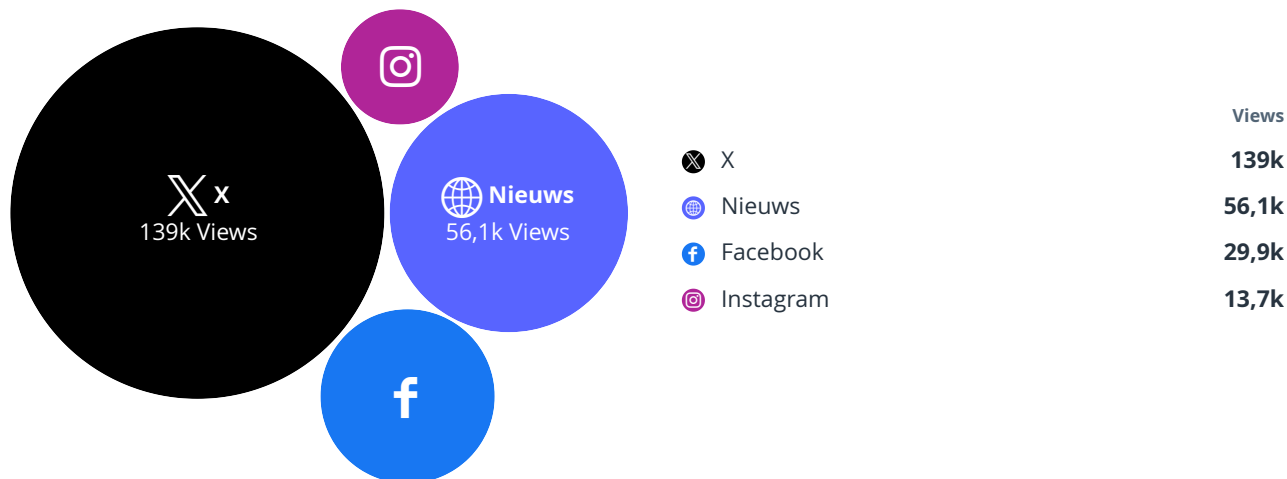 X
139k Views
Nieuws
56,1k Views
Views
X 139k
Nieuws 56,1k
Facebook 29,9k
Instagram 13,7k